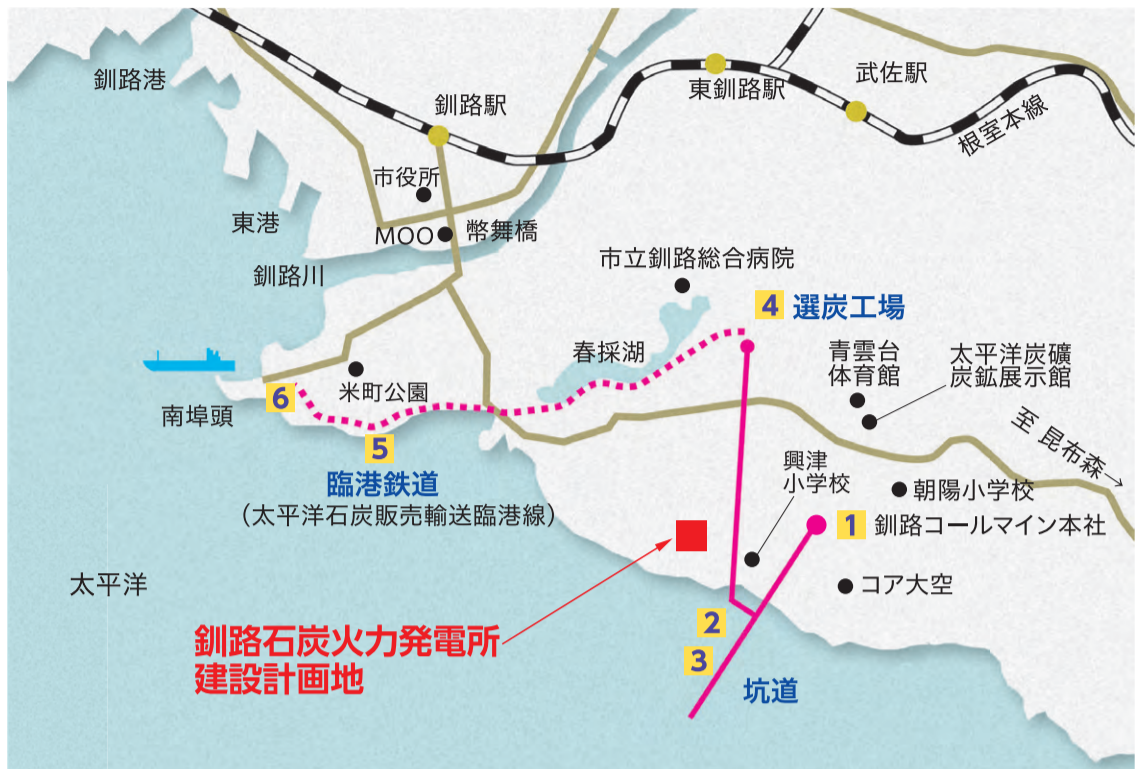 釧路港
釧路駅
東釧路駅
武佐駅
根室本線
市役所
東港
MOO
幣舞橋
釧路川
市立釧路総合病院
4 選炭工場
春採湖
青雲台
体育館
太平洋炭礦
炭鉱展示館
米町公園
6
南埠頭
5
臨港鉄道
(太平洋石炭販売輸送臨港線)
至 昆布森→
興津
小学校
朝陽小学校
1 釧路コールマイン本社
コア大空
太平洋
釧路石炭火力発電所
建設計画地
2
3
坑道